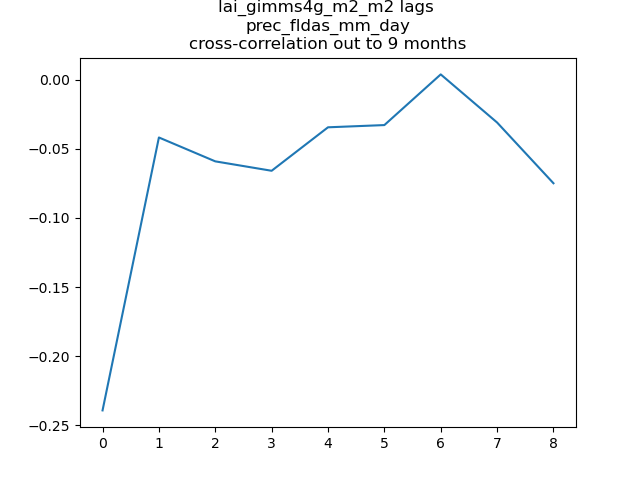 lai_gimms4g_m2_m2 lags
prec_fldas_mm_day
cross-correlation out to 9 months
0.00
−0.05
−0.10
−0.15
−0.20
−0.25
0 1 2 3 4 5 6 7 8